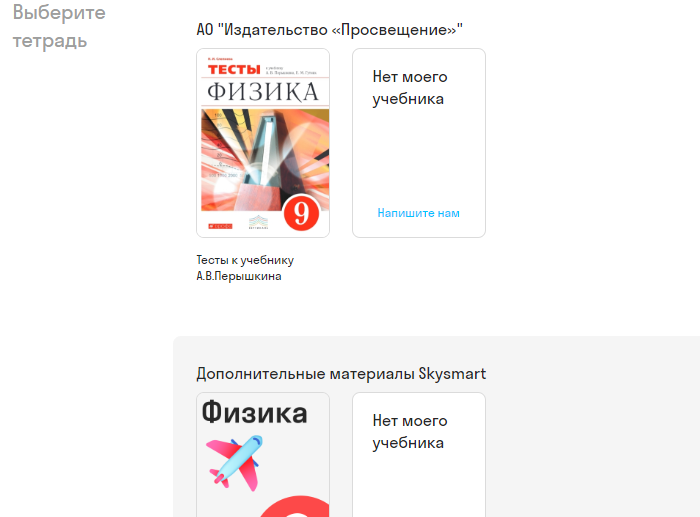 Выберите
тетрадь
АО "Издательство «Просвещение»"
ТЕСТЫ
ФИЗИКА
9
Нет моего
учебника
Напишите нам
Тесты к учебнику
А.В.Перышкина
Дополнительные материалы Skysmart
Физика
Нет моего
учебника